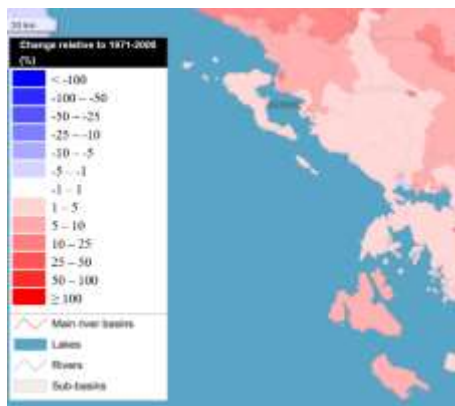 Change relative to 1971-2000
(%)
< -100
-100 – -50
-50 – -25
-25 – -10
-10 – -5
-5 – -1
-1 – 1
1 – 5
5 – 10
10 – 25
25 – 50
50 – 100
≥ 100
Main river basins
Lakes
Rivers
Sub-basins